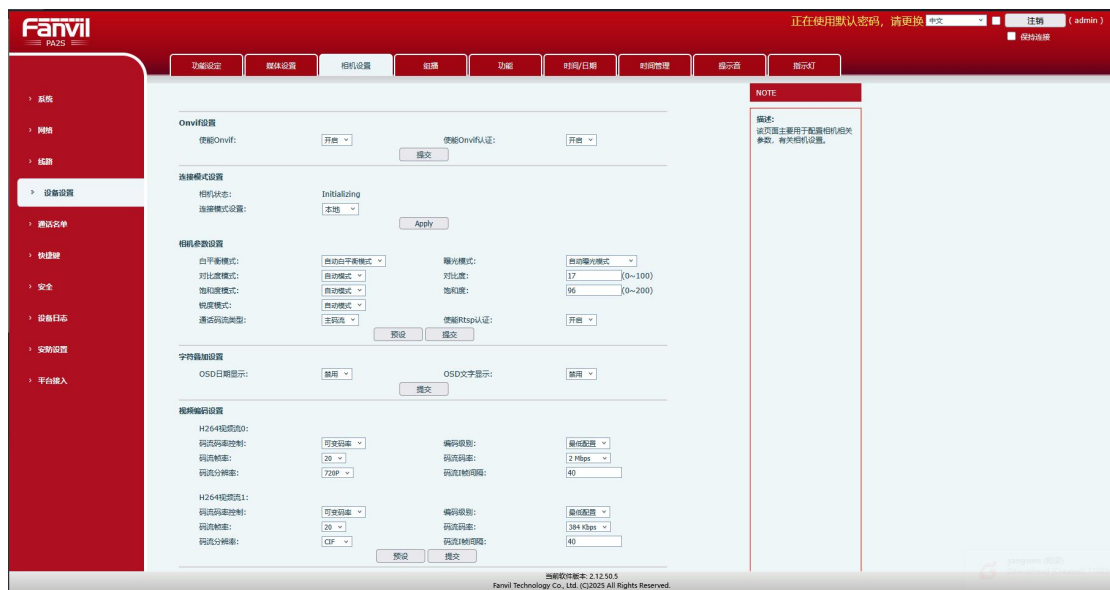 Fanvil
PA2S
正在使用默认密码，请更换 中文 注销 ( admin )
保持连接
功能设定 媒体设置 相机设置 组播 功能 时间/日期 时间管理 提示音 指示灯
› 系统
› 网络
› 线路
› 设备设置
› 通话名单
› 快捷键
› 安全
› 设备日志
› 安防设置
› 平台接入
Onvif设置
使能Onvif: 开启 使能Onvif认证: 开启
提交
连接模式设置
相机状态: Initializing
连接模式设置: 本地
Apply
相机参数设置
白平衡模式: 自动白平衡模式 曝光模式: 自动曝光模式
对比度模式: 自动模式 对比度: 17 (0~100)
饱和度模式: 自动模式 饱和度: 96 (0~200)
锐度模式: 自动模式
通话码流类型: 主码流 使能Rtsp认证: 开启
预设 提交
字符叠加设置
OSD日期显示: 禁用 OSD文字显示: 禁用
提交
视频编码设置
H264视频流0:
码流码率控制: 可变码率 编码级别: 最低配置
码流帧率: 20 码流码率: 2 Mbps
码流分辨率: 720P 码流I帧间隔: 40
H264视频流1:
码流码率控制: 可变码率 编码级别: 最低配置
码流帧率: 20 码流码率: 384 Kbps
码流分辨率: CIF 码流I帧间隔: 40
预设 提交
NOTE
描述:
该页面主要用于配置相机相关
参数，有关相机设置。
当前软件版本: 2.12.50.5
Fanvil Technology Co., Ltd. (C)2025 All Rights Reserved.